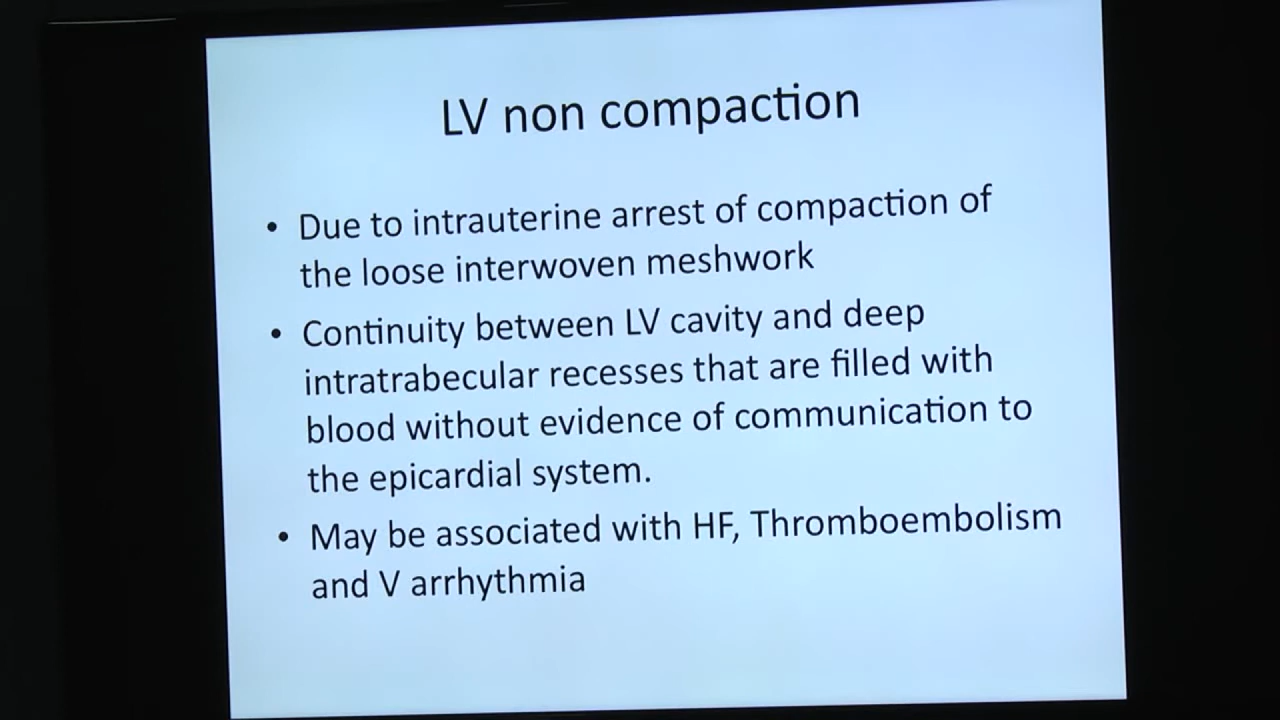 LV non compaction
• Due to intrauterine arrest of compaction of
the loose interwoven meshwork
• Continuity between LV cavity and deep
intratrabecular recesses that are filled with
blood without evidence of communication to
the epicardial system.
• May be associated with HF, Thromboembolism
and V arrhythmia